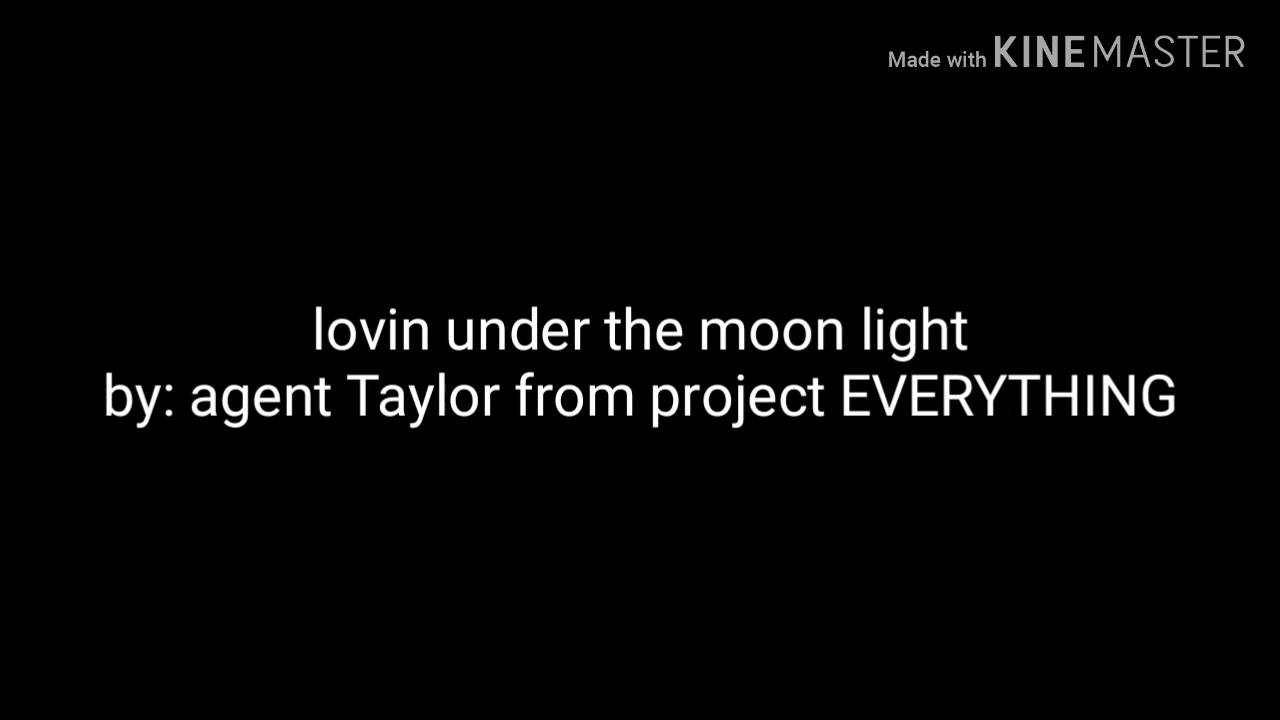 Made with KINEMASTER
lovin under the moon light
by: agent Taylor from project EVERYTHING